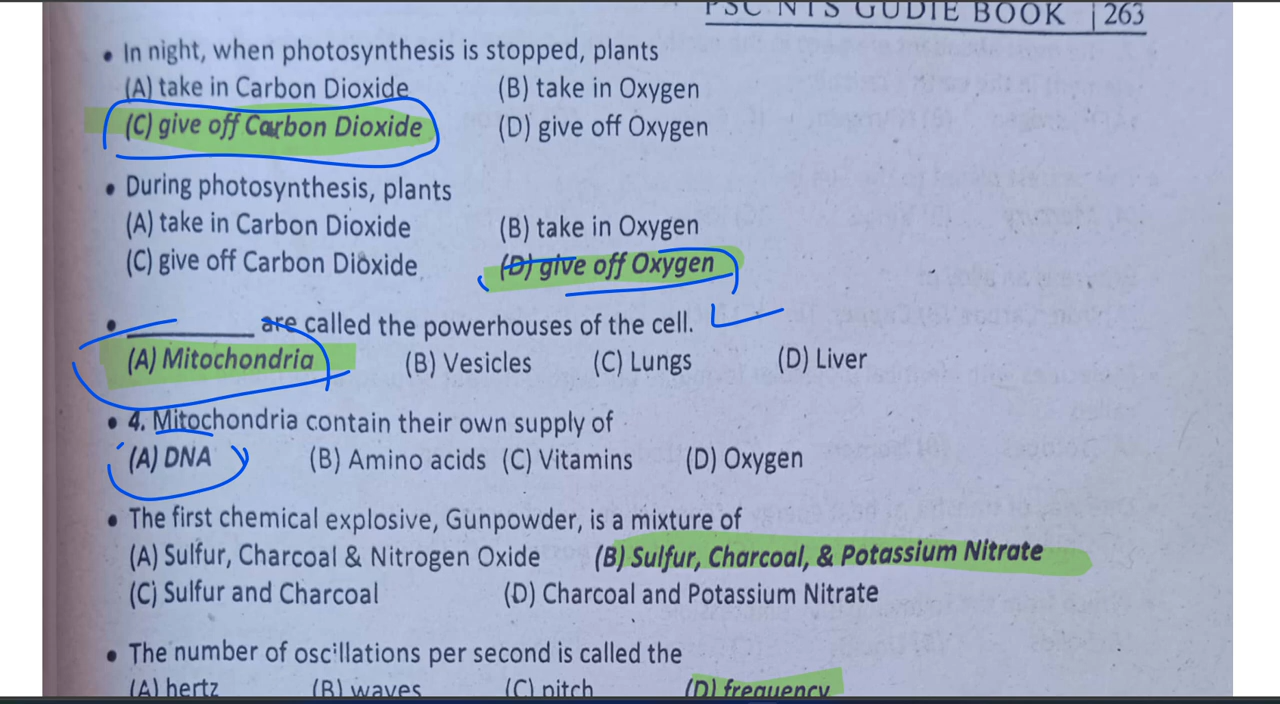 PSC NTS GUDIE BOOK | 263
• In night, when photosynthesis is stopped, plants
(A) take in Carbon Dioxide (B) take in Oxygen
(C) give off Carbon Dioxide (D) give off Oxygen
• During photosynthesis, plants
(A) take in Carbon Dioxide (B) take in Oxygen
(C) give off Carbon Dioxide (D) give off Oxygen
• __________ are called the powerhouses of the cell.
(A) Mitochondria (B) Vesicles (C) Lungs (D) Liver
• 4. Mitochondria contain their own supply of
(A) DNA (B) Amino acids (C) Vitamins (D) Oxygen
• The first chemical explosive, Gunpowder, is a mixture of
(A) Sulfur, Charcoal & Nitrogen Oxide (B) Sulfur, Charcoal, & Potassium Nitrate
(C) Sulfur and Charcoal (D) Charcoal and Potassium Nitrate
• The number of oscillations per second is called the
(A) hertz (B) waves (C) pitch (D) frequency